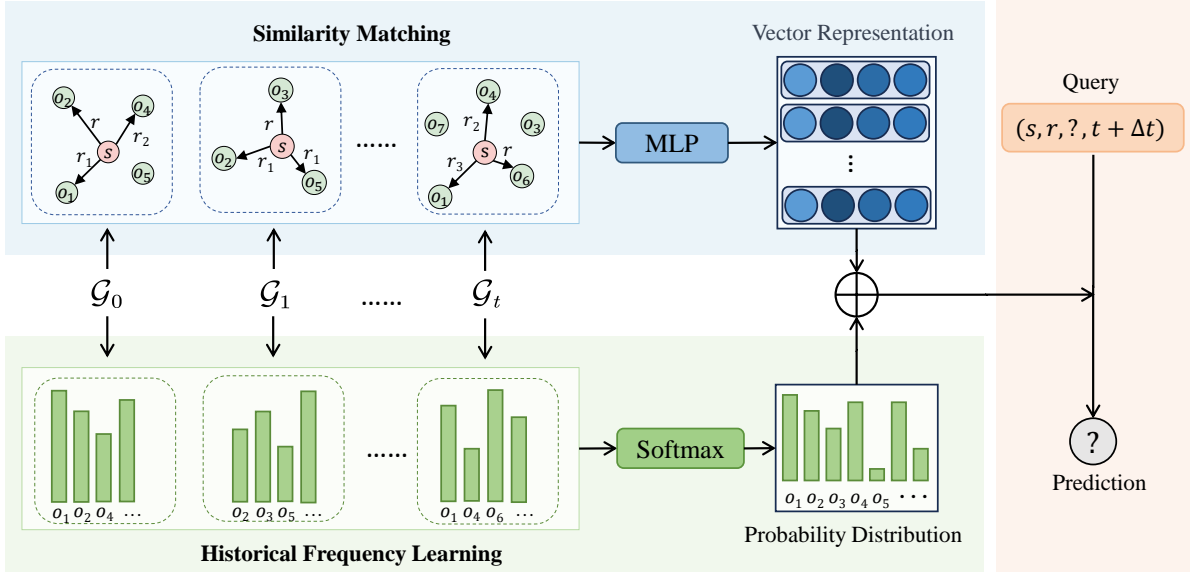 Similarity Matching
Vector Representation
Query
o₂ o₄ r r₂ s r₁ o₅ o₁
o₃ r s o₂ r₁ r₁ o₅
......
o₄ o₇ r₂ o₃ s r r₃ o₆ o₁
MLP
⋮
(s, r, ?, t + Δt)
𝒢₀ 𝒢₁ ...... 𝒢ₜ
o₁ o₂ o₄ ...
o₂ o₃ o₅ ...
......
o₁ o₄ o₆ ...
Softmax
o₁ o₂ o₃ o₄ o₅ ...
?
Prediction
Probability Distribution
Historical Frequency Learning